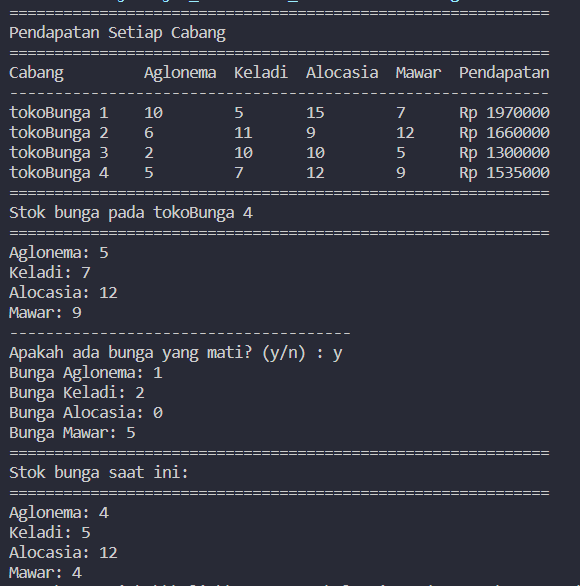 ============================================================
Pendapatan Setiap Cabang
============================================================
Cabang         Aglonema  Keladi  Alocasia  Mawar  Pendapatan
------------------------------------------------------------
tokoBunga 1    10        5       15        7      Rp 1970000
tokoBunga 2    6         11      9         12     Rp 1660000
tokoBunga 3    2         10      10        5      Rp 1300000
tokoBunga 4    5         7       12        9      Rp 1535000
============================================================
Stok bunga pada tokoBunga 4
============================================================
Aglonema: 5
Keladi: 7
Alocasia: 12
Mawar: 9
--------------------------------------
Apakah ada bunga yang mati? (y/n) : y
Bunga Aglonema: 1
Bunga Keladi: 2
Bunga Alocasia: 0
Bunga Mawar: 5
============================================================
Stok bunga saat ini:
============================================================
Aglonema: 4
Keladi: 5
Alocasia: 12
Mawar: 4